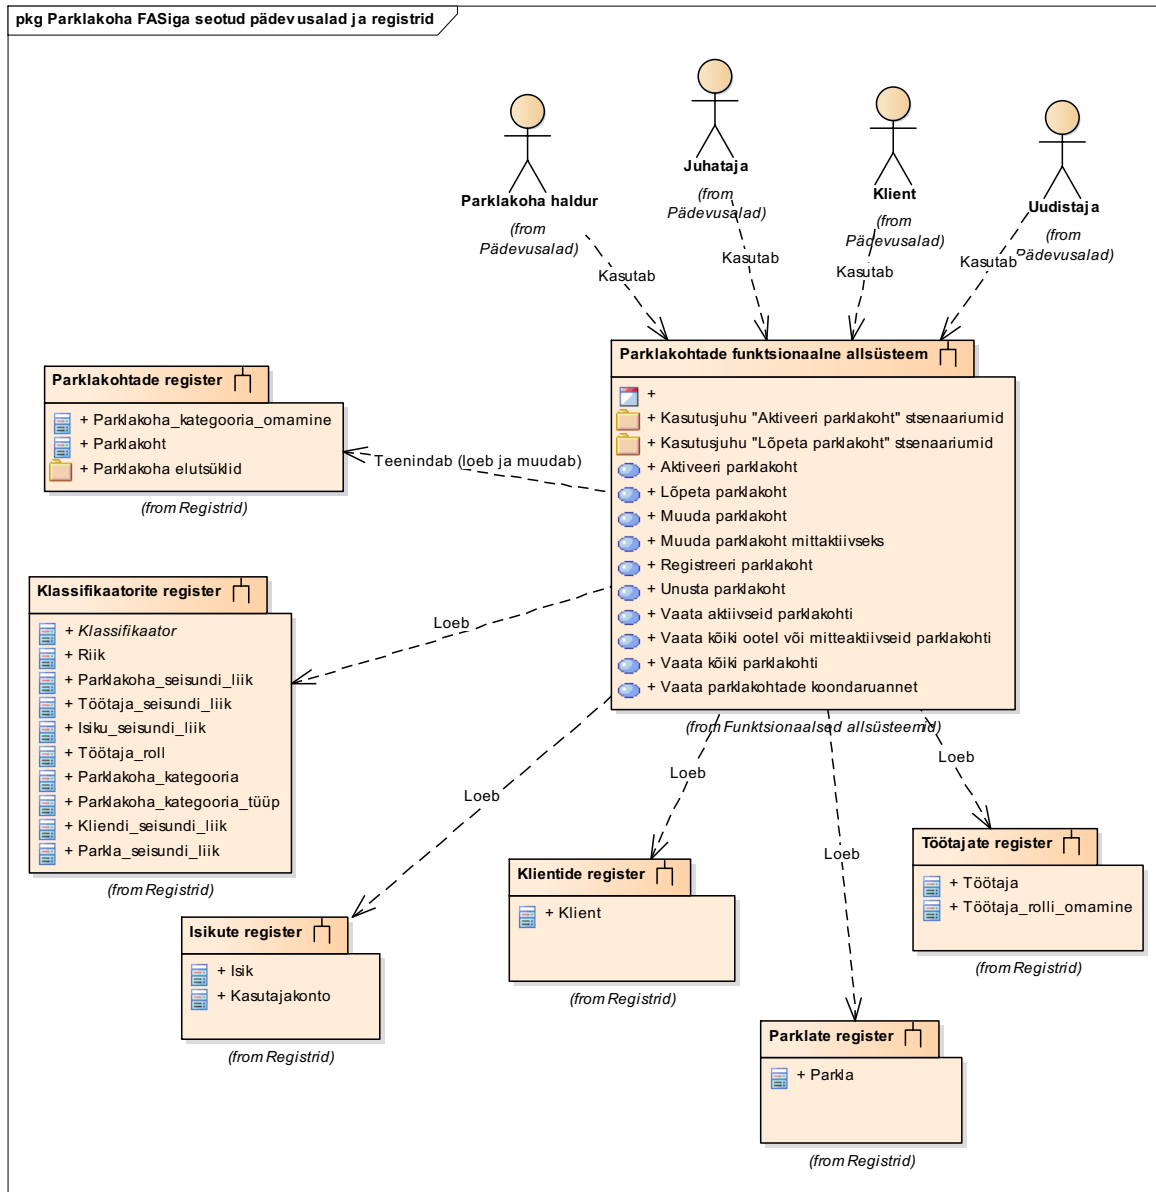 pkg Parklakoha FASiga seotud pädevusalad ja registrid
Parklakoha haldur
(from
Pädevusalad)
Juhataja
(from
Pädevusalad)
Klient
(from
Pädevusalad)
Uudistaja
(from
Pädevusalad)
Kasutab
Kasutab
Kasutab
Kasutab
Parklakohtade funktsionaalne allsüsteem
+
+ Kasutusjuhu "Aktiveeri parklakoht" stsenaariumid
+ Kasutusjuhu "Lõpeta parklakoht" stsenaariumid
+ Aktiveeri parklakoht
+ Lõpeta parklakoht
+ Muuda parklakoht
+ Muuda parklakoht mittaktiivseks
+ Registreeri parklakoht
+ Unusta parklakoht
+ Vaata aktiivseid parklakohti
+ Vaata kõiki ootel või mitteaktiivseid parklakohti
+ Vaata kõiki parklakohti
+ Vaata parklakohtade koondaruannet
(from Funktsionaalsed allsüsteemid)
Parklakohtade register
+ Parklakoha_kategooria_omamine
+ Parklakoht
+ Parklakoha elutsüklid
(from Registrid)
Teenindab (loeb ja muudab)
Klassifikaatorite register
+ Klassifikaator
+ Riik
+ Parklakoha_seisundi_liik
+ Töötaja_seisundi_liik
+ Isiku_seisundi_liik
+ Töötaja_roll
+ Parklakoha_kategooria
+ Parklakoha_kategooria_tüüp
+ Kliendi_seisundi_liik
+ Parkla_seisundi_liik
(from Registrid)
Loeb
Loeb
Loeb
Loeb
Loeb
Isikute register
+ Isik
+ Kasutajakonto
(from Registrid)
Klientide register
+ Klient
(from Registrid)
Töötajate register
+ Töötaja
+ Töötaja_rolli_omamine
(from Registrid)
Parklate register
+ Parkla
(from Registrid)